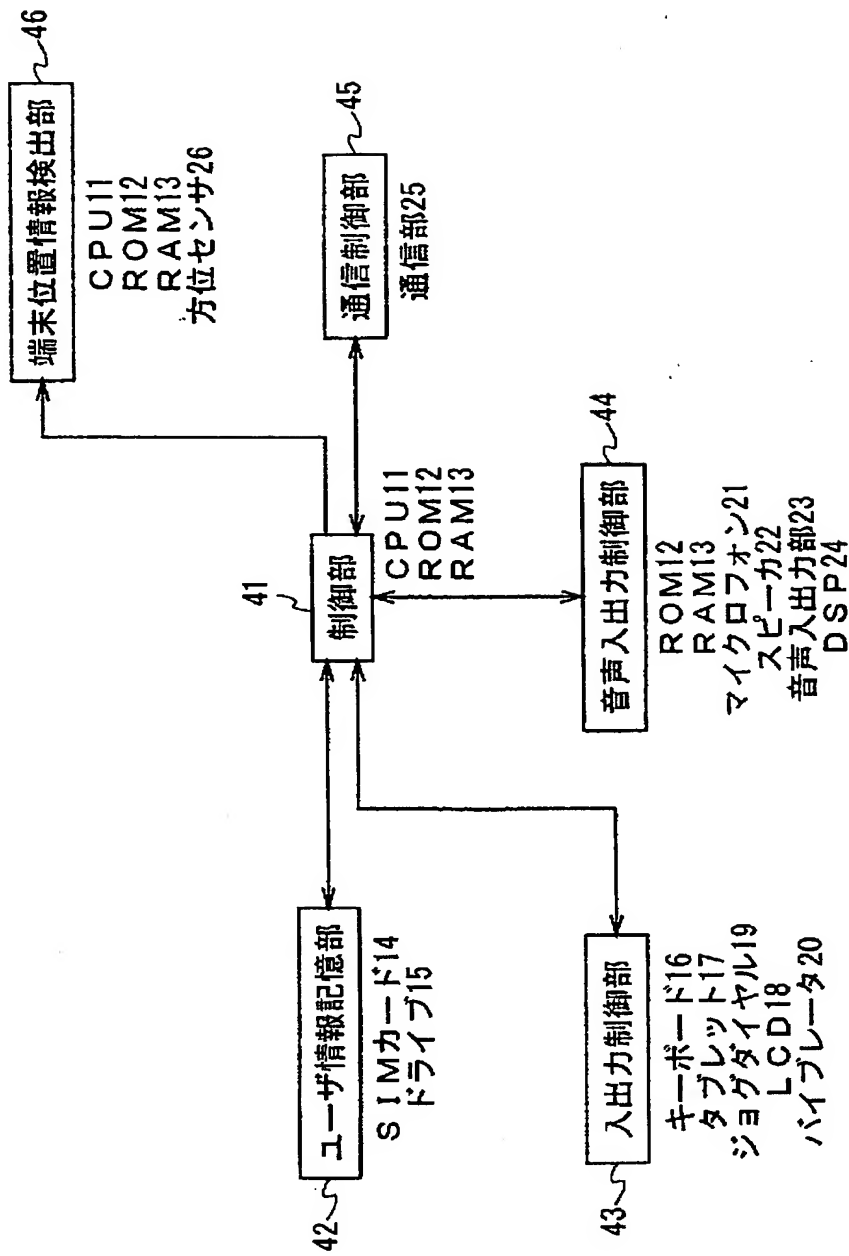 46
端末位置情報検出部
CPU11
ROM12
RAM13
方位センサ26
45
通信制御部
通信部25
41
制御部
CPU11
ROM12
RAM13
44
音声入出力制御部
ROM12
RAM13
マイクロフォン21
スピーカ22
音声入出力部23
DSP24
42
ユーザ情報記憶部
SIMカード14
ドライブ15
43
入出力制御部
キーボード16
タブレット17
ジョグダイヤル19
LCD18
バイブレータ20